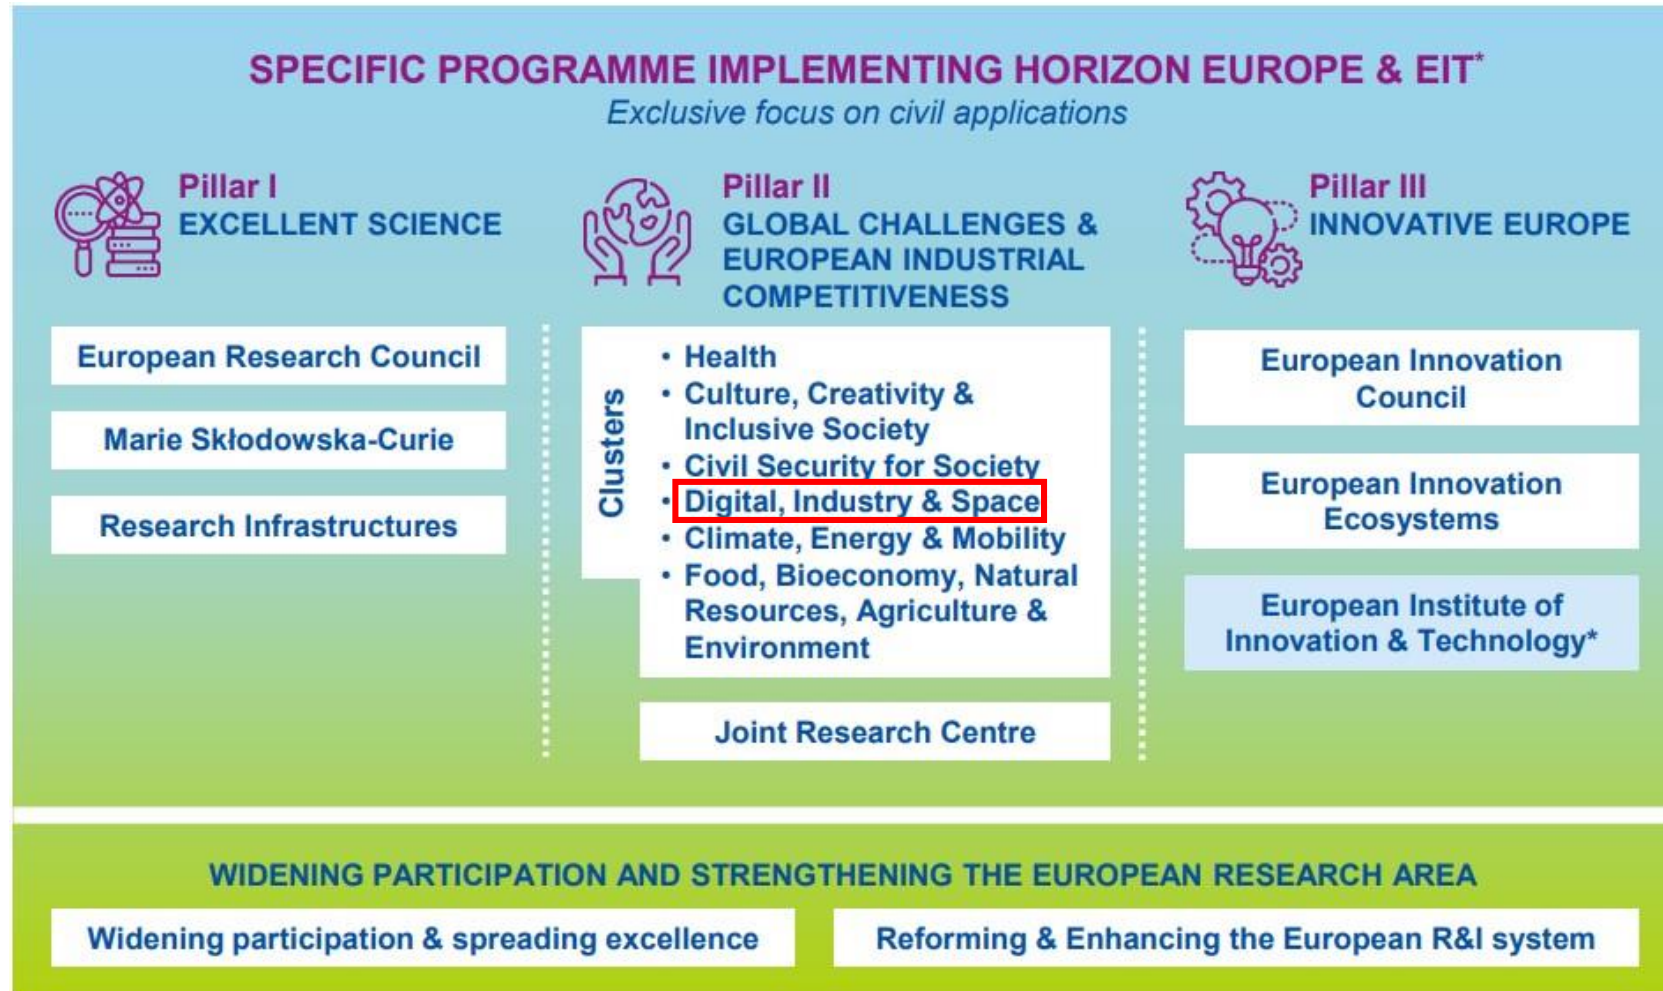 SPECIFIC PROGRAMME IMPLEMENTING HORIZON EUROPE & EIT*
Exclusive focus on civil applications
Pillar I
EXCELLENT SCIENCE
European Research Council
Marie Skłodowska-Curie
Research Infrastructures
Pillar II
GLOBAL CHALLENGES &
EUROPEAN INDUSTRIAL
COMPETITIVENESS
Clusters
• Health
• Culture, Creativity &
Inclusive Society
• Civil Security for Society
• Digital, Industry & Space
• Climate, Energy & Mobility
• Food, Bioeconomy, Natural
Resources, Agriculture &
Environment
Joint Research Centre
Pillar III
INNOVATIVE EUROPE
European Innovation
Council
European Innovation
Ecosystems
European Institute of
Innovation & Technology*
WIDENING PARTICIPATION AND STRENGTHENING THE EUROPEAN RESEARCH AREA
Widening participation & spreading excellence
Reforming & Enhancing the European R&I system